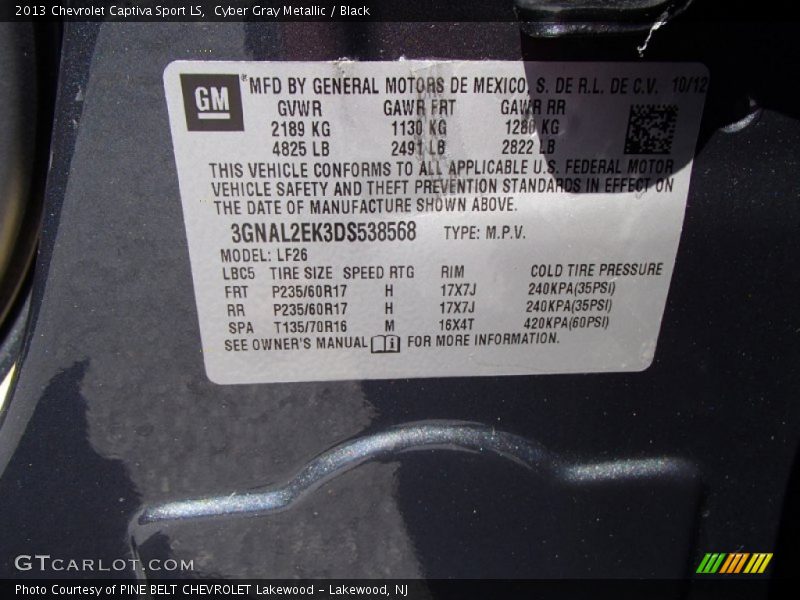 2013 Chevrolet Captiva Sport LS, Cyber Gray Metallic / Black
GM
*MFD BY GENERAL MOTORS DE MEXICO, S. DE R.L. DE C.V. 10/12
GVWR GAWR FRT GAWR RR
2189 KG 1130 KG 1280 KG
4825 LB 2491 LB 2822 LB
THIS VEHICLE CONFORMS TO ALL APPLICABLE U.S. FEDERAL MOTOR
VEHICLE SAFETY AND THEFT PREVENTION STANDARDS IN EFFECT ON
THE DATE OF MANUFACTURE SHOWN ABOVE.
3GNAL2EK3DS538568 TYPE: M.P.V.
MODEL: LF26
LBC5 TIRE SIZE SPEED RTG RIM COLD TIRE PRESSURE
FRT P235/60R17 H 17X7J 240KPA(35PSI)
RR P235/60R17 H 17X7J 240KPA(35PSI)
SPA T135/70R16 M 16X4T 420KPA(60PSI)
SEE OWNER'S MANUAL i FOR MORE INFORMATION.
GTCARLOT.COM
Photo Courtesy of PINE BELT CHEVROLET Lakewood - Lakewood, NJ